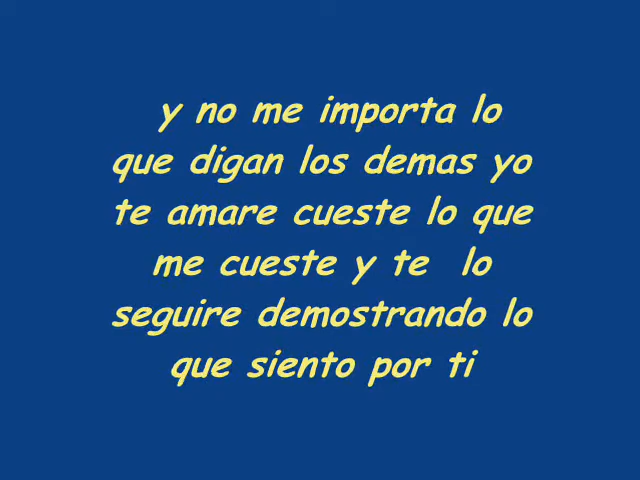 y no me importa lo
que digan los demas yo
te amare cueste lo que
me cueste y te lo
seguire demostrando lo
que siento por ti